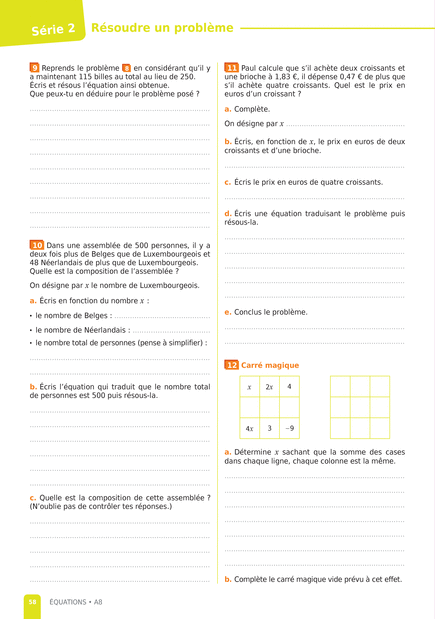 Série 2 Résoudre un problème
9 Reprends le problème 8 en considérant qu'il y
a maintenant 115 billes au total au lieu de 250.
Écris et résous l'équation ainsi obtenue.
Que peux-tu en déduire pour le problème posé ?
10 Dans une assemblée de 500 personnes, il y a
deux fois plus de Belges que de Luxembourgeois et
48 Néerlandais de plus que de Luxembourgeois.
Quelle est la composition de l'assemblée ?
On désigne par x le nombre de Luxembourgeois.
a. Écris en fonction du nombre x :
• le nombre de Belges :
• le nombre de Néerlandais :
• le nombre total de personnes (pense à simplifier) :
b. Écris l'équation qui traduit que le nombre total
de personnes est 500 puis résous-la.
c. Quelle est la composition de cette assemblée ?
(N'oublie pas de contrôler tes réponses.)
11 Paul calcule que s'il achète deux croissants et
une brioche à 1,83 €, il dépense 0,47 € de plus que
s'il achète quatre croissants. Quel est le prix en
euros d'un croissant ?
a. Complète.
On désigne par x
b. Écris, en fonction de x, le prix en euros de deux
croissants et d'une brioche.
c. Écris le prix en euros de quatre croissants.
d. Écris une équation traduisant le problème puis
résous-la.
e. Conclus le problème.
12 Carré magique
x 2x 4
4x 3 −9
a. Détermine x sachant que la somme des cases
dans chaque ligne, chaque colonne est la même.
b. Complète le carré magique vide prévu à cet effet.
58 ÉQUATIONS • A8